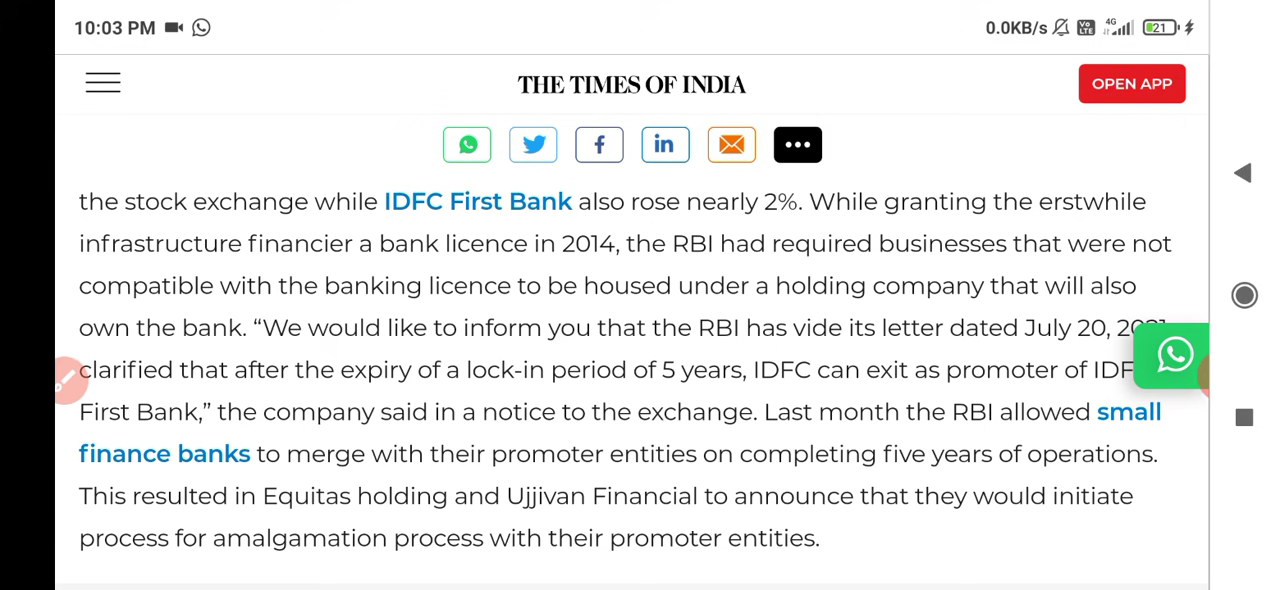 10:03 PM
0.0KB/s Vo LTE 4G 21
THE TIMES OF INDIA
OPEN APP
the stock exchange while IDFC First Bank also rose nearly 2%. While granting the erstwhile
infrastructure financier a bank licence in 2014, the RBI had required businesses that were not
compatible with the banking licence to be housed under a holding company that will also
own the bank. “We would like to inform you that the RBI has vide its letter dated July 20, 2021
clarified that after the expiry of a lock-in period of 5 years, IDFC can exit as promoter of IDF
First Bank,” the company said in a notice to the exchange. Last month the RBI allowed small
finance banks to merge with their promoter entities on completing five years of operations.
This resulted in Equitas holding and Ujjivan Financial to announce that they would initiate
process for amalgamation process with their promoter entities.